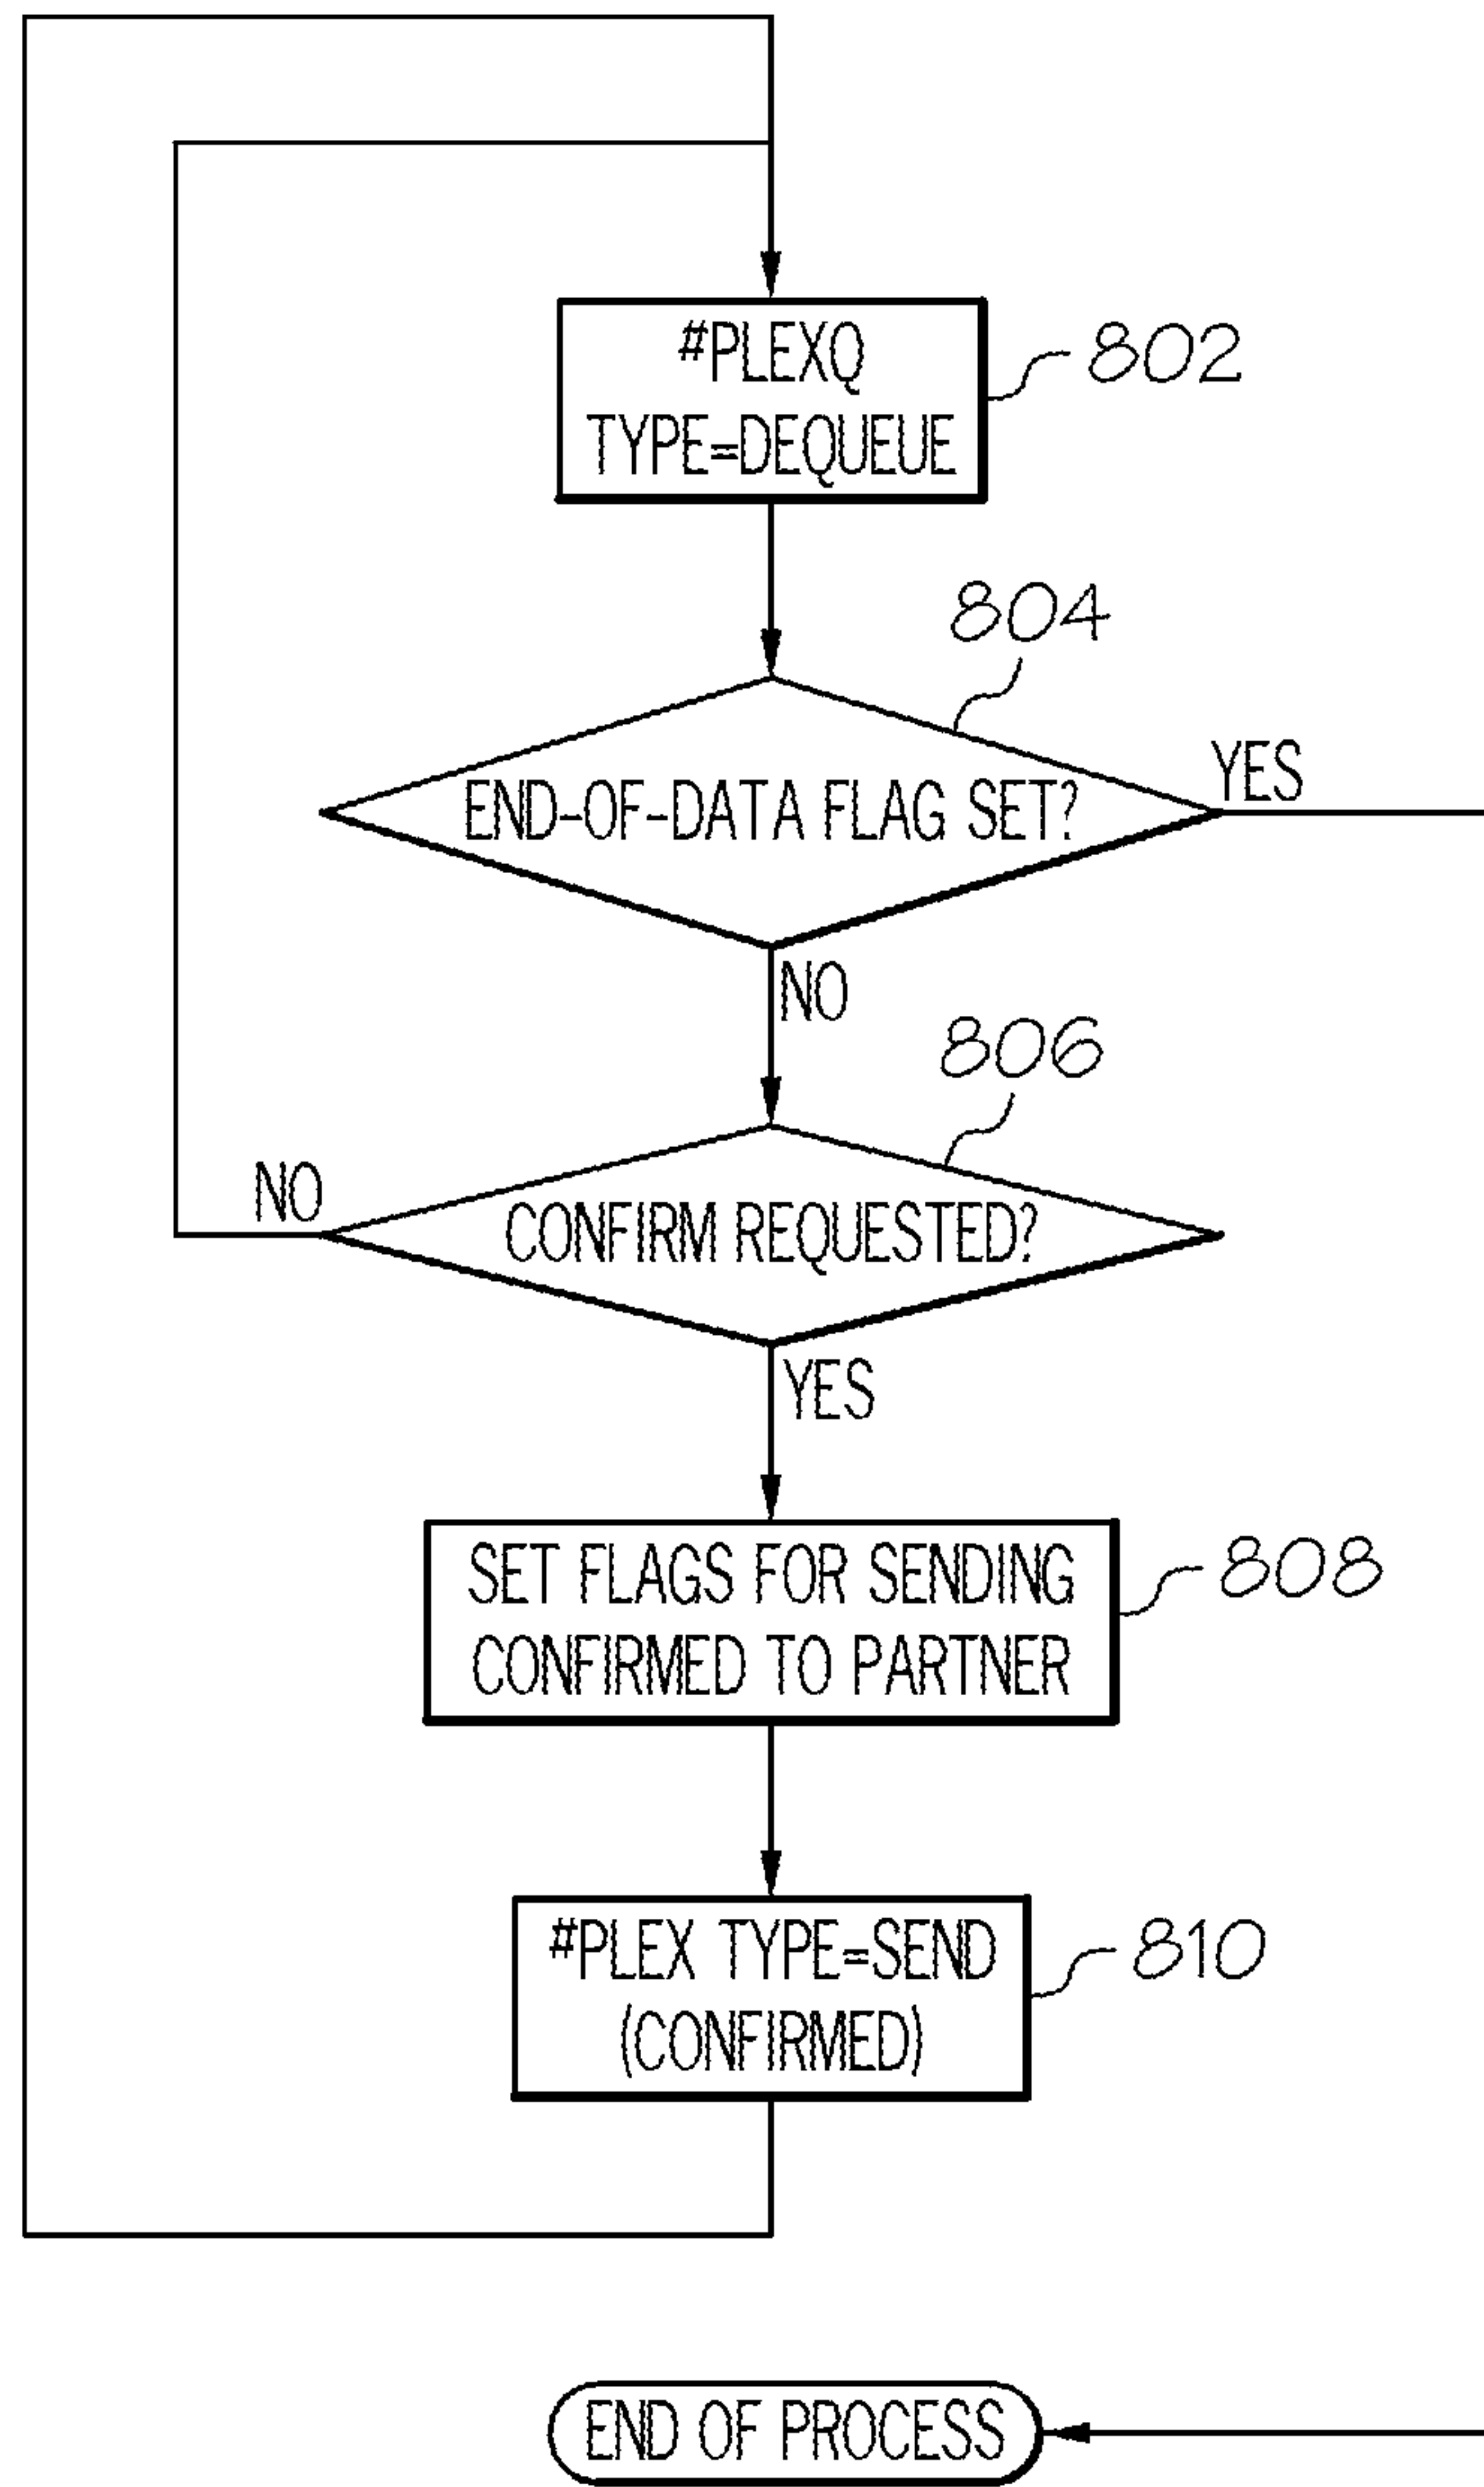 #PLEXQ
TYPE=DEQUEUE
802
804
END-OF-DATA FLAG SET?
YES
NO
806
NO
CONFIRM REQUESTED?
YES
SET FLAGS FOR SENDING
CONFIRMED TO PARTNER
808
#PLEX TYPE=SEND
(CONFIRMED)
810
END OF PROCESS